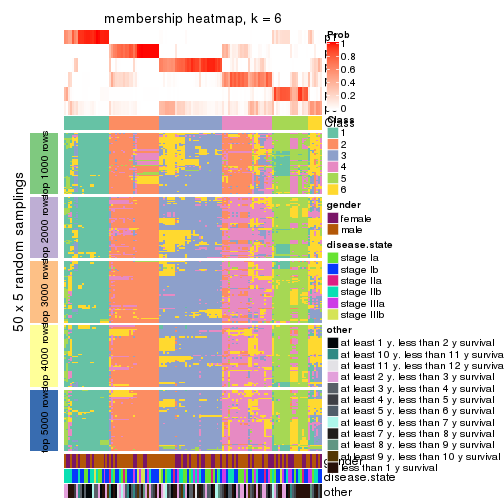 membership heatmap, k = 6
50 x 5 random samplings
top 1000 rows
top 2000 rows
top 3000 rows
top 4000 rows
top 5000 rows
Class
gender
disease.state
other
Prob
1
0.8
0.6
0.4
0.2
0
Class
1
2
3
4
5
6
gender
female
male
disease.state
stage Ia
stage Ib
stage IIa
stage IIb
stage IIIa
stage IIIb
other
at least 1 y. less than 2 y survival
at least 10 y. less than 11 y survival
at least 11 y. less than 12 y survival
at least 2 y. less than 3 y survival
at least 3 y. less than 4 y survival
at least 4 y. less than 5 y survival
at least 5 y. less than 6 y survival
at least 6 y. less than 7 y survival
at least 7 y. less than 8 y survival
at least 8 y. less than 9 y survival
at least 9 y. less than 10 y survival
less than 1 y survival